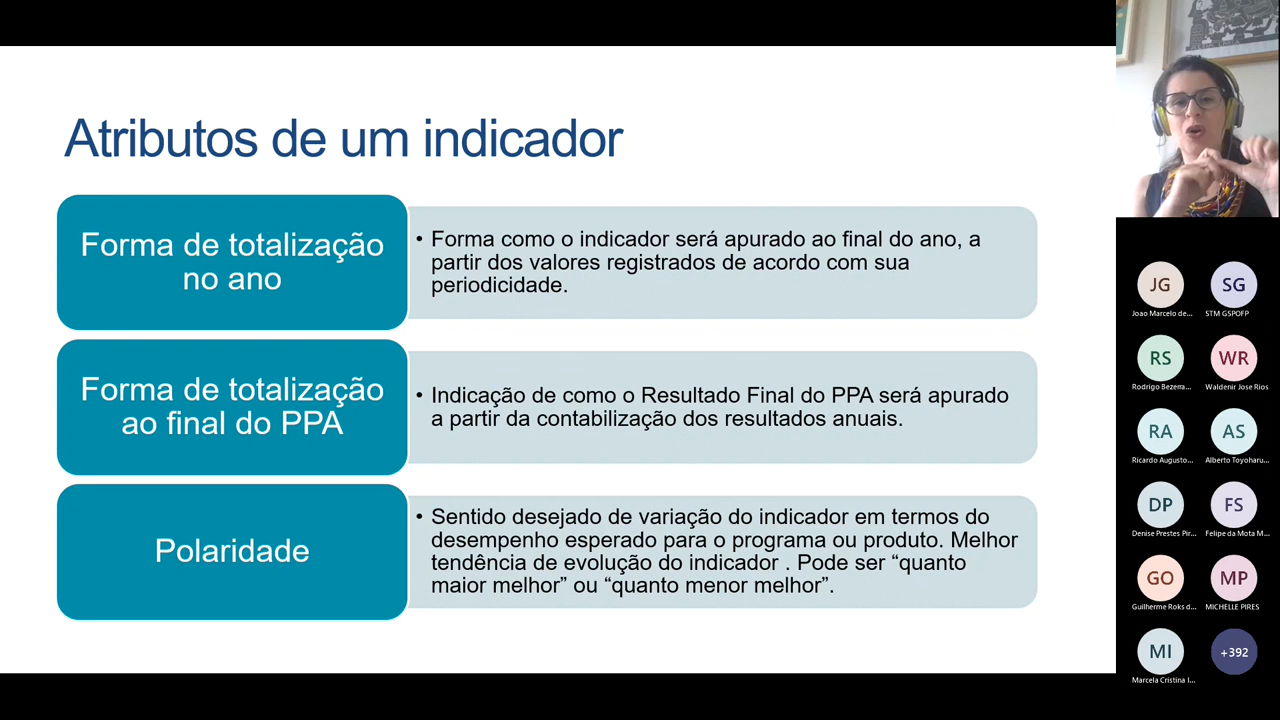 Atributos de um indicador
Forma de totalização
no ano
• Forma como o indicador será apurado ao final do ano, a
partir dos valores registrados de acordo com sua
periodicidade.
Forma de totalização
ao final do PPA
• Indicação de como o Resultado Final do PPA será apurado
a partir da contabilização dos resultados anuais.
Polaridade
• Sentido desejado de variação do indicador em termos do
desempenho esperado para o programa ou produto. Melhor
tendência de evolução do indicador . Pode ser “quanto
maior melhor” ou “quanto menor melhor”.
JG
SG
Joao Marcelo de...
STM GSPOFP
RS
WR
Rodrigo Bezerra...
Waldenir Jose Rios
RA
AS
Ricardo Augusto...
Alberto Toyoharu...
DP
FS
Denise Prestes Pir...
Felipe da Mota M...
GO
MP
Guilherme Roks d...
MICHELLE PIRES
MI
+392
Marcela Cristina I...